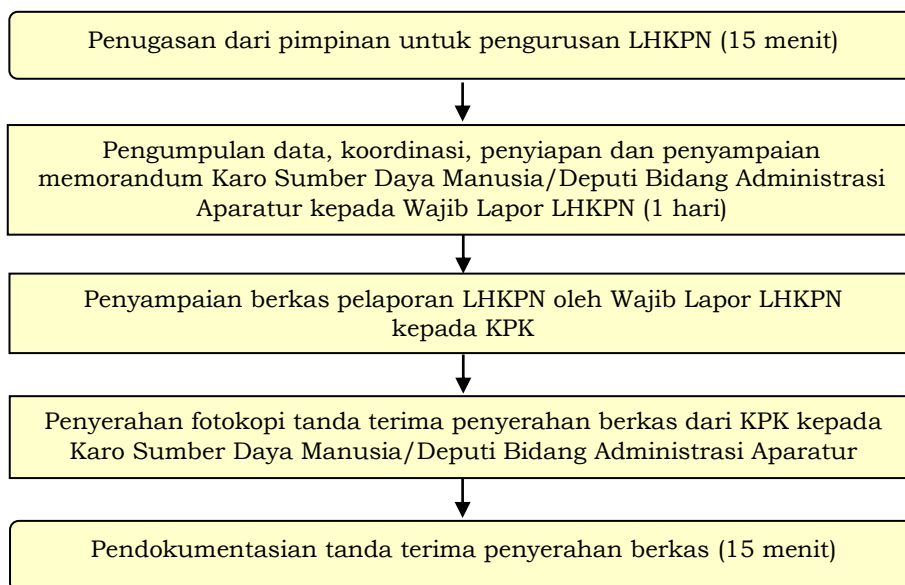 Penugasan dari pimpinan untuk pengurusan LHKPN (15 menit)
Pengumpulan data, koordinasi, penyiapan dan penyampaian
memorandum Karo Sumber Daya Manusia/Deputi Bidang Administrasi
Aparatur kepada Wajib Lapor LHKPN (1 hari)
Penyampaian berkas pelaporan LHKPN oleh Wajib Lapor LHKPN
kepada KPK
Penyerahan fotokopi tanda terima penyerahan berkas dari KPK kepada
Karo Sumber Daya Manusia/Deputi Bidang Administrasi Aparatur
Pendokumentasian tanda terima penyerahan berkas (15 menit)